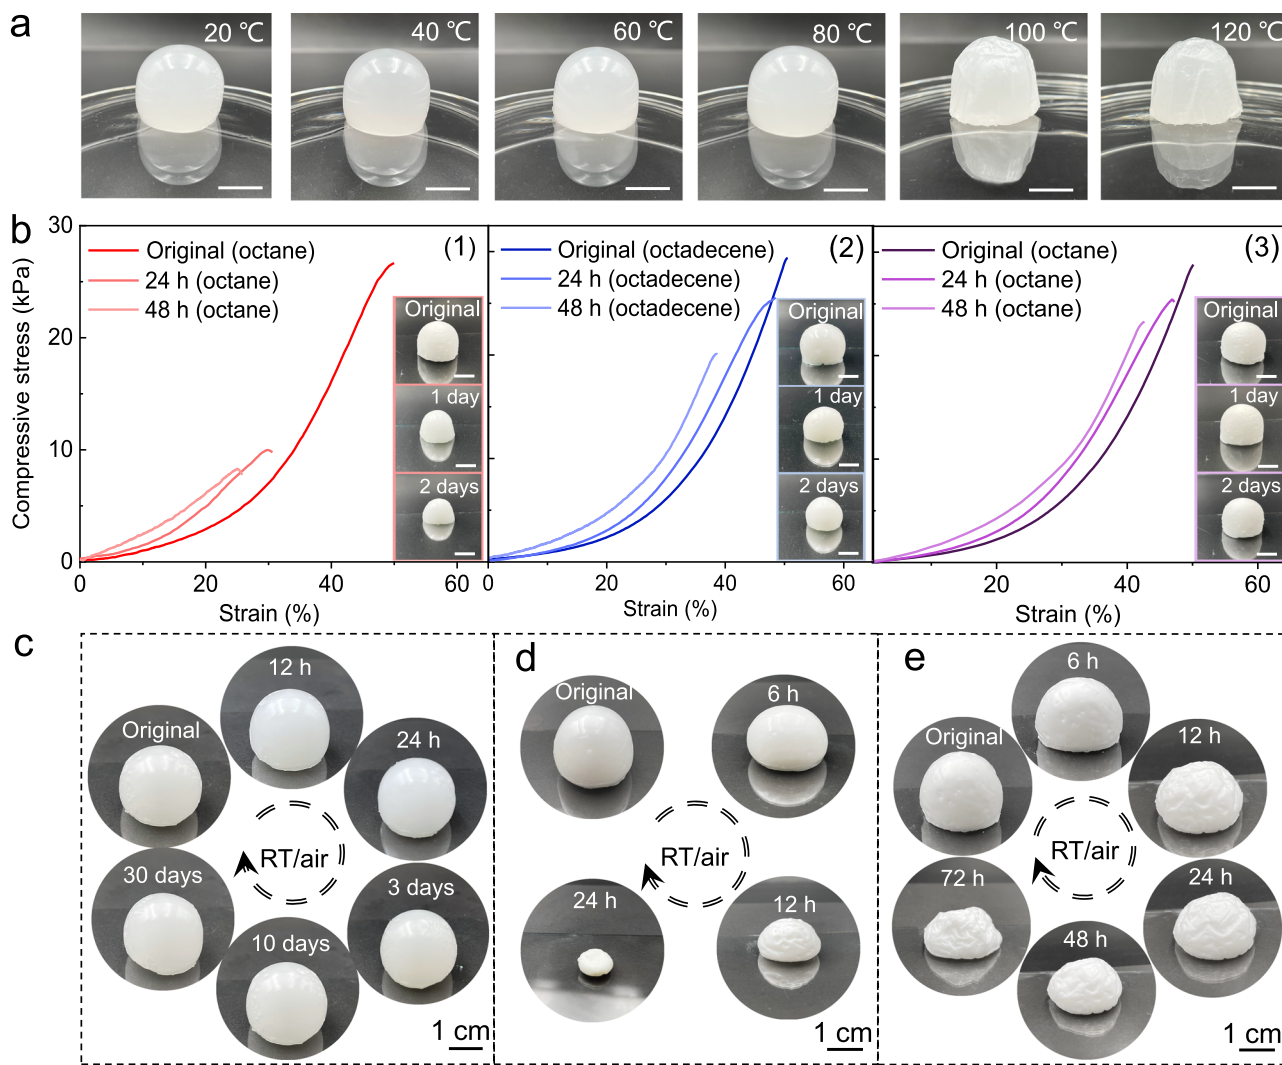 a
20 ℃
40 ℃
60 ℃
80 ℃
100 ℃
120 ℃
b
Compressive stress (kPa)
30
20
10
0
Original (octane)
24 h (octane)
48 h (octane)
(1)
Original
1 day
2 days
0
20
40
60
Strain (%)
Original (octadecene)
24 h (octadecene)
48 h (octadecene)
(2)
Original
1 day
2 days
0
20
40
60
Strain (%)
Original (octane)
24 h (octane)
48 h (octane)
(3)
Original
1 day
2 days
20
40
60
Strain (%)
c
Original
12 h
24 h
3 days
10 days
30 days
RT/air
1 cm
d
Original
6 h
12 h
24 h
RT/air
1 cm
e
Original
6 h
12 h
24 h
48 h
72 h
RT/air
1 cm